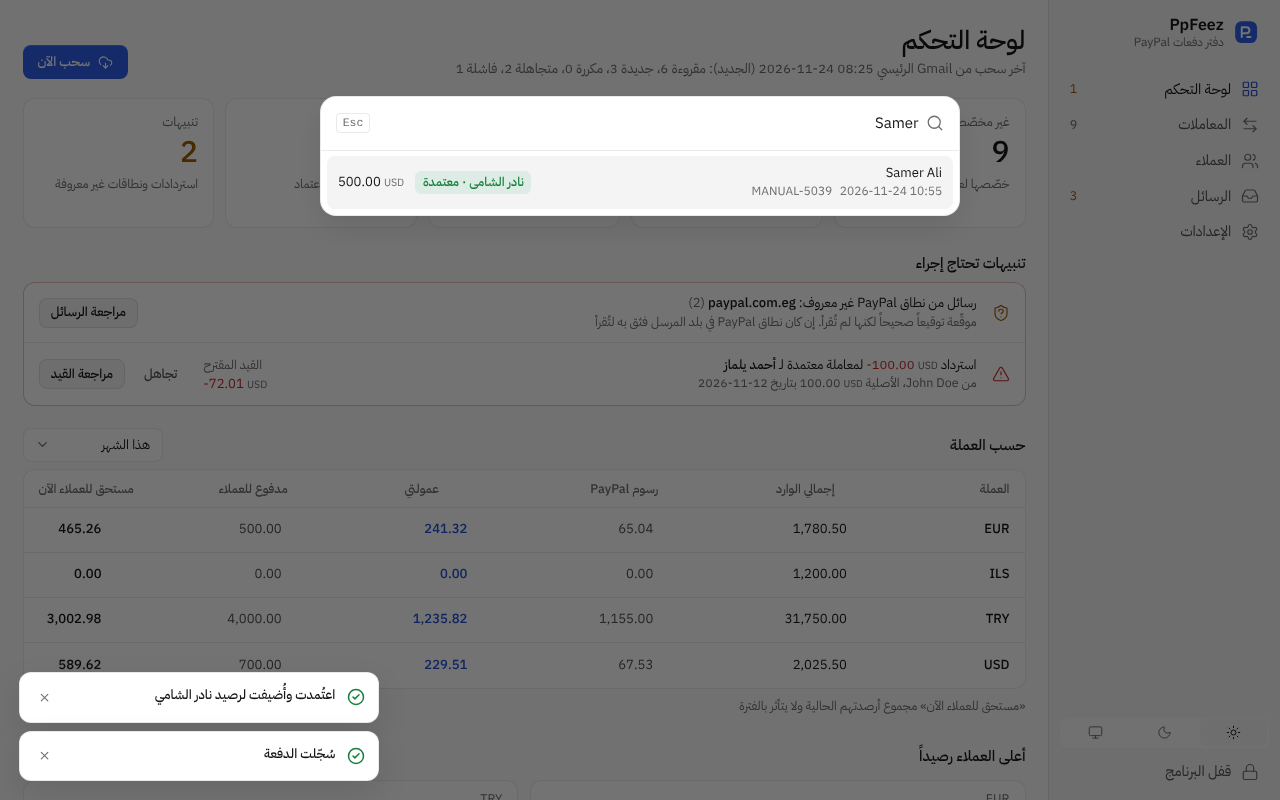 PpFeez
دفتر دفعات PayPal
لوحة التحكم
1
المعاملات
9
العملاء
الرسائل
3
الإعدادات
قفل البرنامج
لوحة التحكم
آخر سحب من Gmail الرئيسي 2026-11-24 08:25 (الجديد): مقروءة 6، جديدة 3، مكررة 0، متجاهلة 2، فاشلة 1
سحب الآن
Samer
Esc
Samer Ali
2026-11-24 10:55 MANUAL-5039
نادر الشامي · معتمدة
500.00 USD
9
تنبيهات
2
استردادات ونطاقات غير معروفة
تنبيهات تحتاج إجراء
رسائل من نطاق PayPal غير معروف: paypal.com.eg (2)
موقّعة توقيعاً صحيحاً لكنها لم تُقرأ. إن كان نطاق PayPal في بلد المرسل فثق به لتُقرأ
مراجعة الرسائل
استرداد -100.00 USD لمعاملة معتمدة لـ أحمد يلماز
من John Doe، الأصلية 100.00 USD بتاريخ 2026-11-12
القيد المقترح
-72.01 USD
تجاهل
مراجعة القيد
حسب العملة
هذا الشهر
العملة إجمالي الوارد رسوم PayPal عمولتي مدفوع للعملاء مستحق للعملاء الآن
EUR 1,780.50 65.04 241.32 500.00 465.26
ILS 1,200.00 0.00 0.00 0.00 0.00
TRY 31,750.00 1,155.00 1,235.82 4,000.00 3,002.98
USD 2,025.50 67.53 229.51 700.00 589.62
«مستحق للعملاء الآن» مجموع أرصدتهم الحالية ولا يتأثر بالفترة
أعلى العملاء رصيداً
EUR
TRY
اعتُمدت وأُضيفت لرصيد نادر الشامي
سُجّلت الدفعة